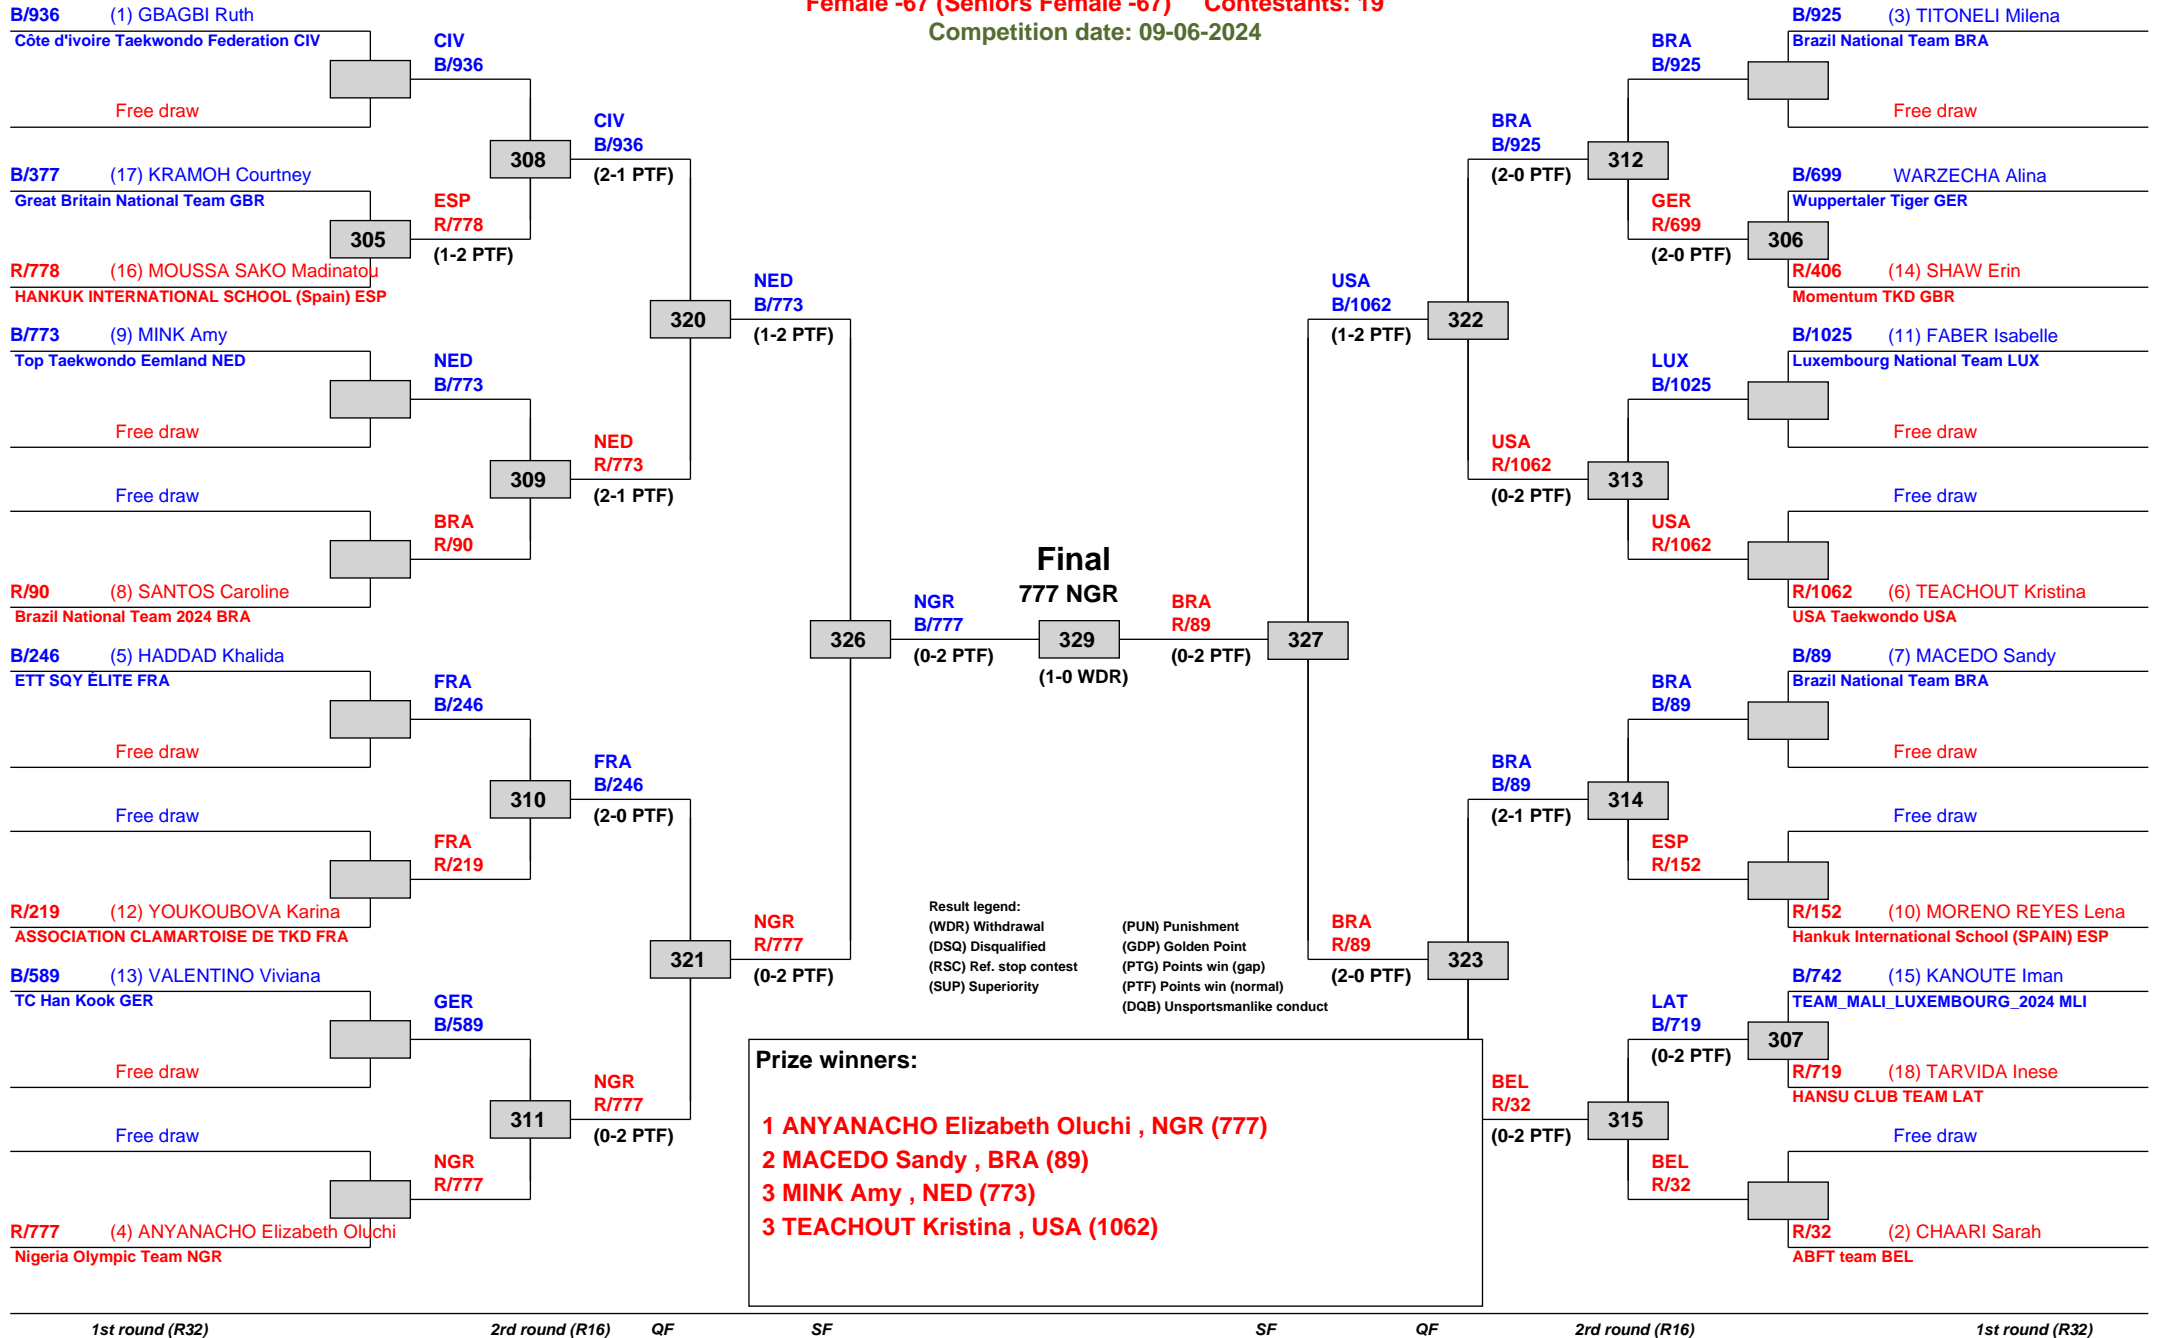 Female -67 (Seniors Female -67) Contestants: 19
Competition date: 09-06-2024
B/936 (1) GBAGBI Ruth
Côte d'ivoire Taekwondo Federation CIV
Free draw
B/377 (17) KRAMOH Courtney
Great Britain National Team GBR
R/778 (16) MOUSSA SAKO Madinatou
HANKUK INTERNATIONAL SCHOOL (Spain) ESP
B/773 (9) MINK Amy
Top Taekwondo Eemland NED
Free draw
Free draw
R/90 (8) SANTOS Caroline
Brazil National Team 2024 BRA
B/246 (5) HADDAD Khalida
ETT SQY ÉLITE FRA
Free draw
Free draw
R/219 (12) YOUKOUBOVA Karina
ASSOCIATION CLAMARTOISE DE TKD FRA
B/589 (13) VALENTINO Viviana
TC Han Kook GER
Free draw
Free draw
R/777 (4) ANYANACHO Elizabeth Oluchi
Nigeria Olympic Team NGR
305
CIV
B/936
ESP
R/778
(1-2 PTF)
NED
B/773
BRA
R/90
FRA
B/246
FRA
R/219
GER
B/589
NGR
R/777
308
309
310
311
CIV
B/936
(2-1 PTF)
NED
R/773
(2-1 PTF)
FRA
B/246
(2-0 PTF)
NGR
R/777
(0-2 PTF)
320
321
NED
B/773
(1-2 PTF)
NGR
R/777
(0-2 PTF)
326
NGR
B/777
(0-2 PTF)
Final
777 NGR
329
(1-0 WDR)
BRA
R/89
(0-2 PTF)
327
USA
B/1062
(1-2 PTF)
BRA
R/89
(2-0 PTF)
322
323
BRA
B/925
(2-0 PTF)
USA
R/1062
(0-2 PTF)
BRA
B/89
(2-1 PTF)
BEL
R/32
(0-2 PTF)
312
313
314
315
BRA
B/925
GER
R/699
(2-0 PTF)
LUX
B/1025
USA
R/1062
BRA
B/89
ESP
R/152
LAT
B/719
(0-2 PTF)
BEL
R/32
306
307
B/925 (3) TITONELI Milena
Brazil National Team BRA
Free draw
B/699 WARZECHA Alina
Wuppertaler Tiger GER
R/406 (14) SHAW Erin
Momentum TKD GBR
B/1025 (11) FABER Isabelle
Luxembourg National Team LUX
Free draw
Free draw
R/1062 (6) TEACHOUT Kristina
USA Taekwondo USA
B/89 (7) MACEDO Sandy
Brazil National Team BRA
Free draw
Free draw
R/152 (10) MORENO REYES Lena
Hankuk International School (SPAIN) ESP
B/742 (15) KANOUTE Iman
TEAM_MALI_LUXEMBOURG_2024 MLI
R/719 (18) TARVIDA Inese
HANSU CLUB TEAM LAT
Free draw
R/32 (2) CHAARI Sarah
ABFT team BEL
Result legend:
(WDR) Withdrawal (PUN) Punishment
(DSQ) Disqualified (GDP) Golden Point
(RSC) Ref. stop contest (PTG) Points win (gap)
(SUP) Superiority (PTF) Points win (normal)
(DQB) Unsportsmanlike conduct
Prize winners:
1 ANYANACHO Elizabeth Oluchi , NGR (777)
2 MACEDO Sandy , BRA (89)
3 MINK Amy , NED (773)
3 TEACHOUT Kristina , USA (1062)
1st round (R32) 2rd round (R16) QF SF SF QF 2rd round (R16) 1st round (R32)